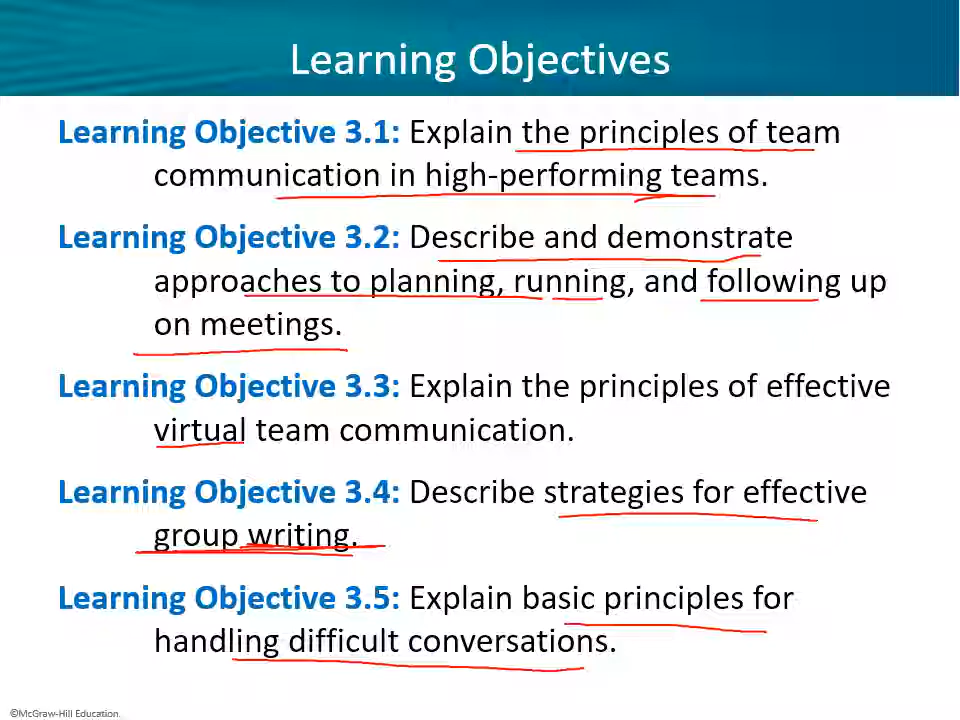 Learning Objectives
Learning Objective 3.1: Explain the principles of team
communication in high-performing teams.
Learning Objective 3.2: Describe and demonstrate
approaches to planning, running, and following up
on meetings.
Learning Objective 3.3: Explain the principles of effective
virtual team communication.
Learning Objective 3.4: Describe strategies for effective
group writing.
Learning Objective 3.5: Explain basic principles for
handling difficult conversations.
©McGraw-Hill Education.